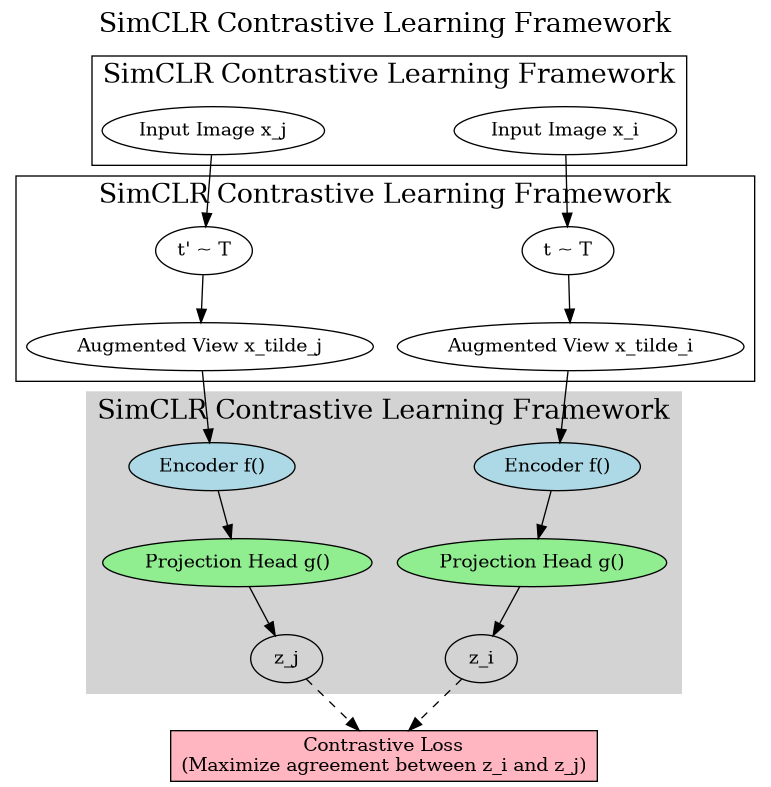 SimCLR Contrastive Learning Framework
SimCLR Contrastive Learning Framework
Input Image x_j
Input Image x_i
SimCLR Contrastive Learning Framework
t' ~ T
t ~ T
Augmented View x_tilde_j
Augmented View x_tilde_i
SimCLR Contrastive Learning Framework
Encoder f()
Encoder f()
Projection Head g()
Projection Head g()
z_j
z_i
Contrastive Loss
(Maximize agreement between z_i and z_j)